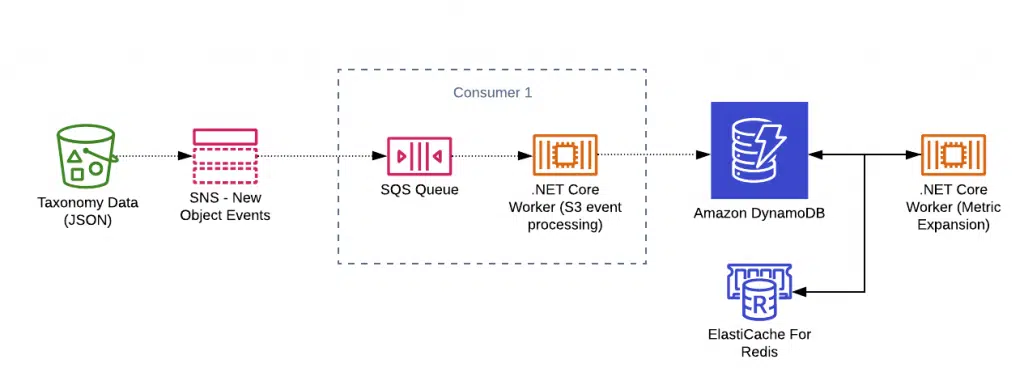 Consumer 1
Taxonomy Data
(JSON)
SNS - New
Object Events
SQS Queue
.NET Core
Worker (S3 event
processing)
Amazon DynamoDB
.NET Core
Worker (Metric
Expansion)
R
ElastiCache For
Redis